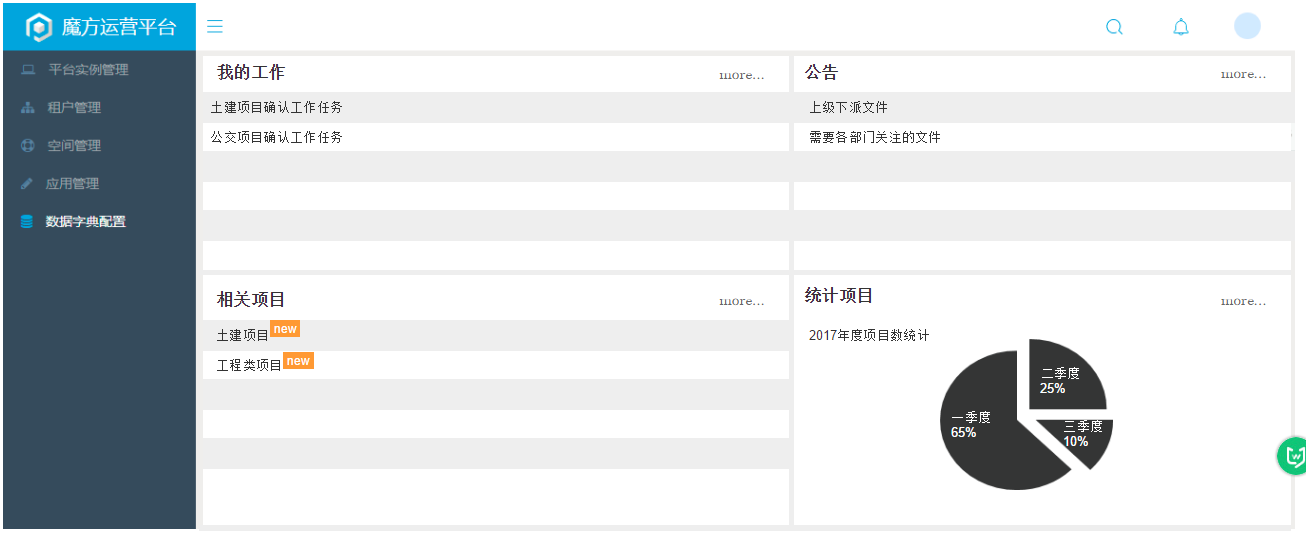 魔方运营平台
平台实例管理
租户管理
空间管理
应用管理
数据字典配置
我的工作 more...
土建项目确认工作任务
公交项目确认工作任务
公告 more...
上级下派文件
需要各部门关注的文件
相关项目 more...
土建项目 new
工程类项目 new
统计项目 more...
2017年度项目数统计
二季度
25%
一季度
65%
三季度
10%